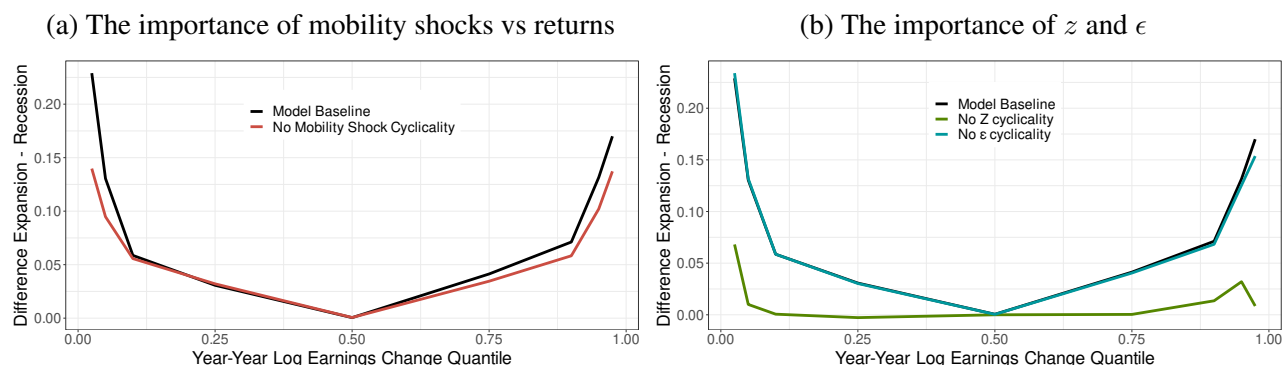 (a) The importance of mobility shocks vs returns
Difference Expansion - Recession
0.20
0.15
0.10
0.05
0.00
Model Baseline
No Mobility Shock Cyclicality
0.00
0.25
0.50
0.75
1.00
Year-Year Log Earnings Change Quantile
(b) The importance of z and ϵ
Difference Expansion - Recession
0.20
0.15
0.10
0.05
0.00
Model Baseline
No Z cyclicality
No ε cyclicality
0.00
0.25
0.50
0.75
1.00
Year-Year Log Earnings Change Quantile